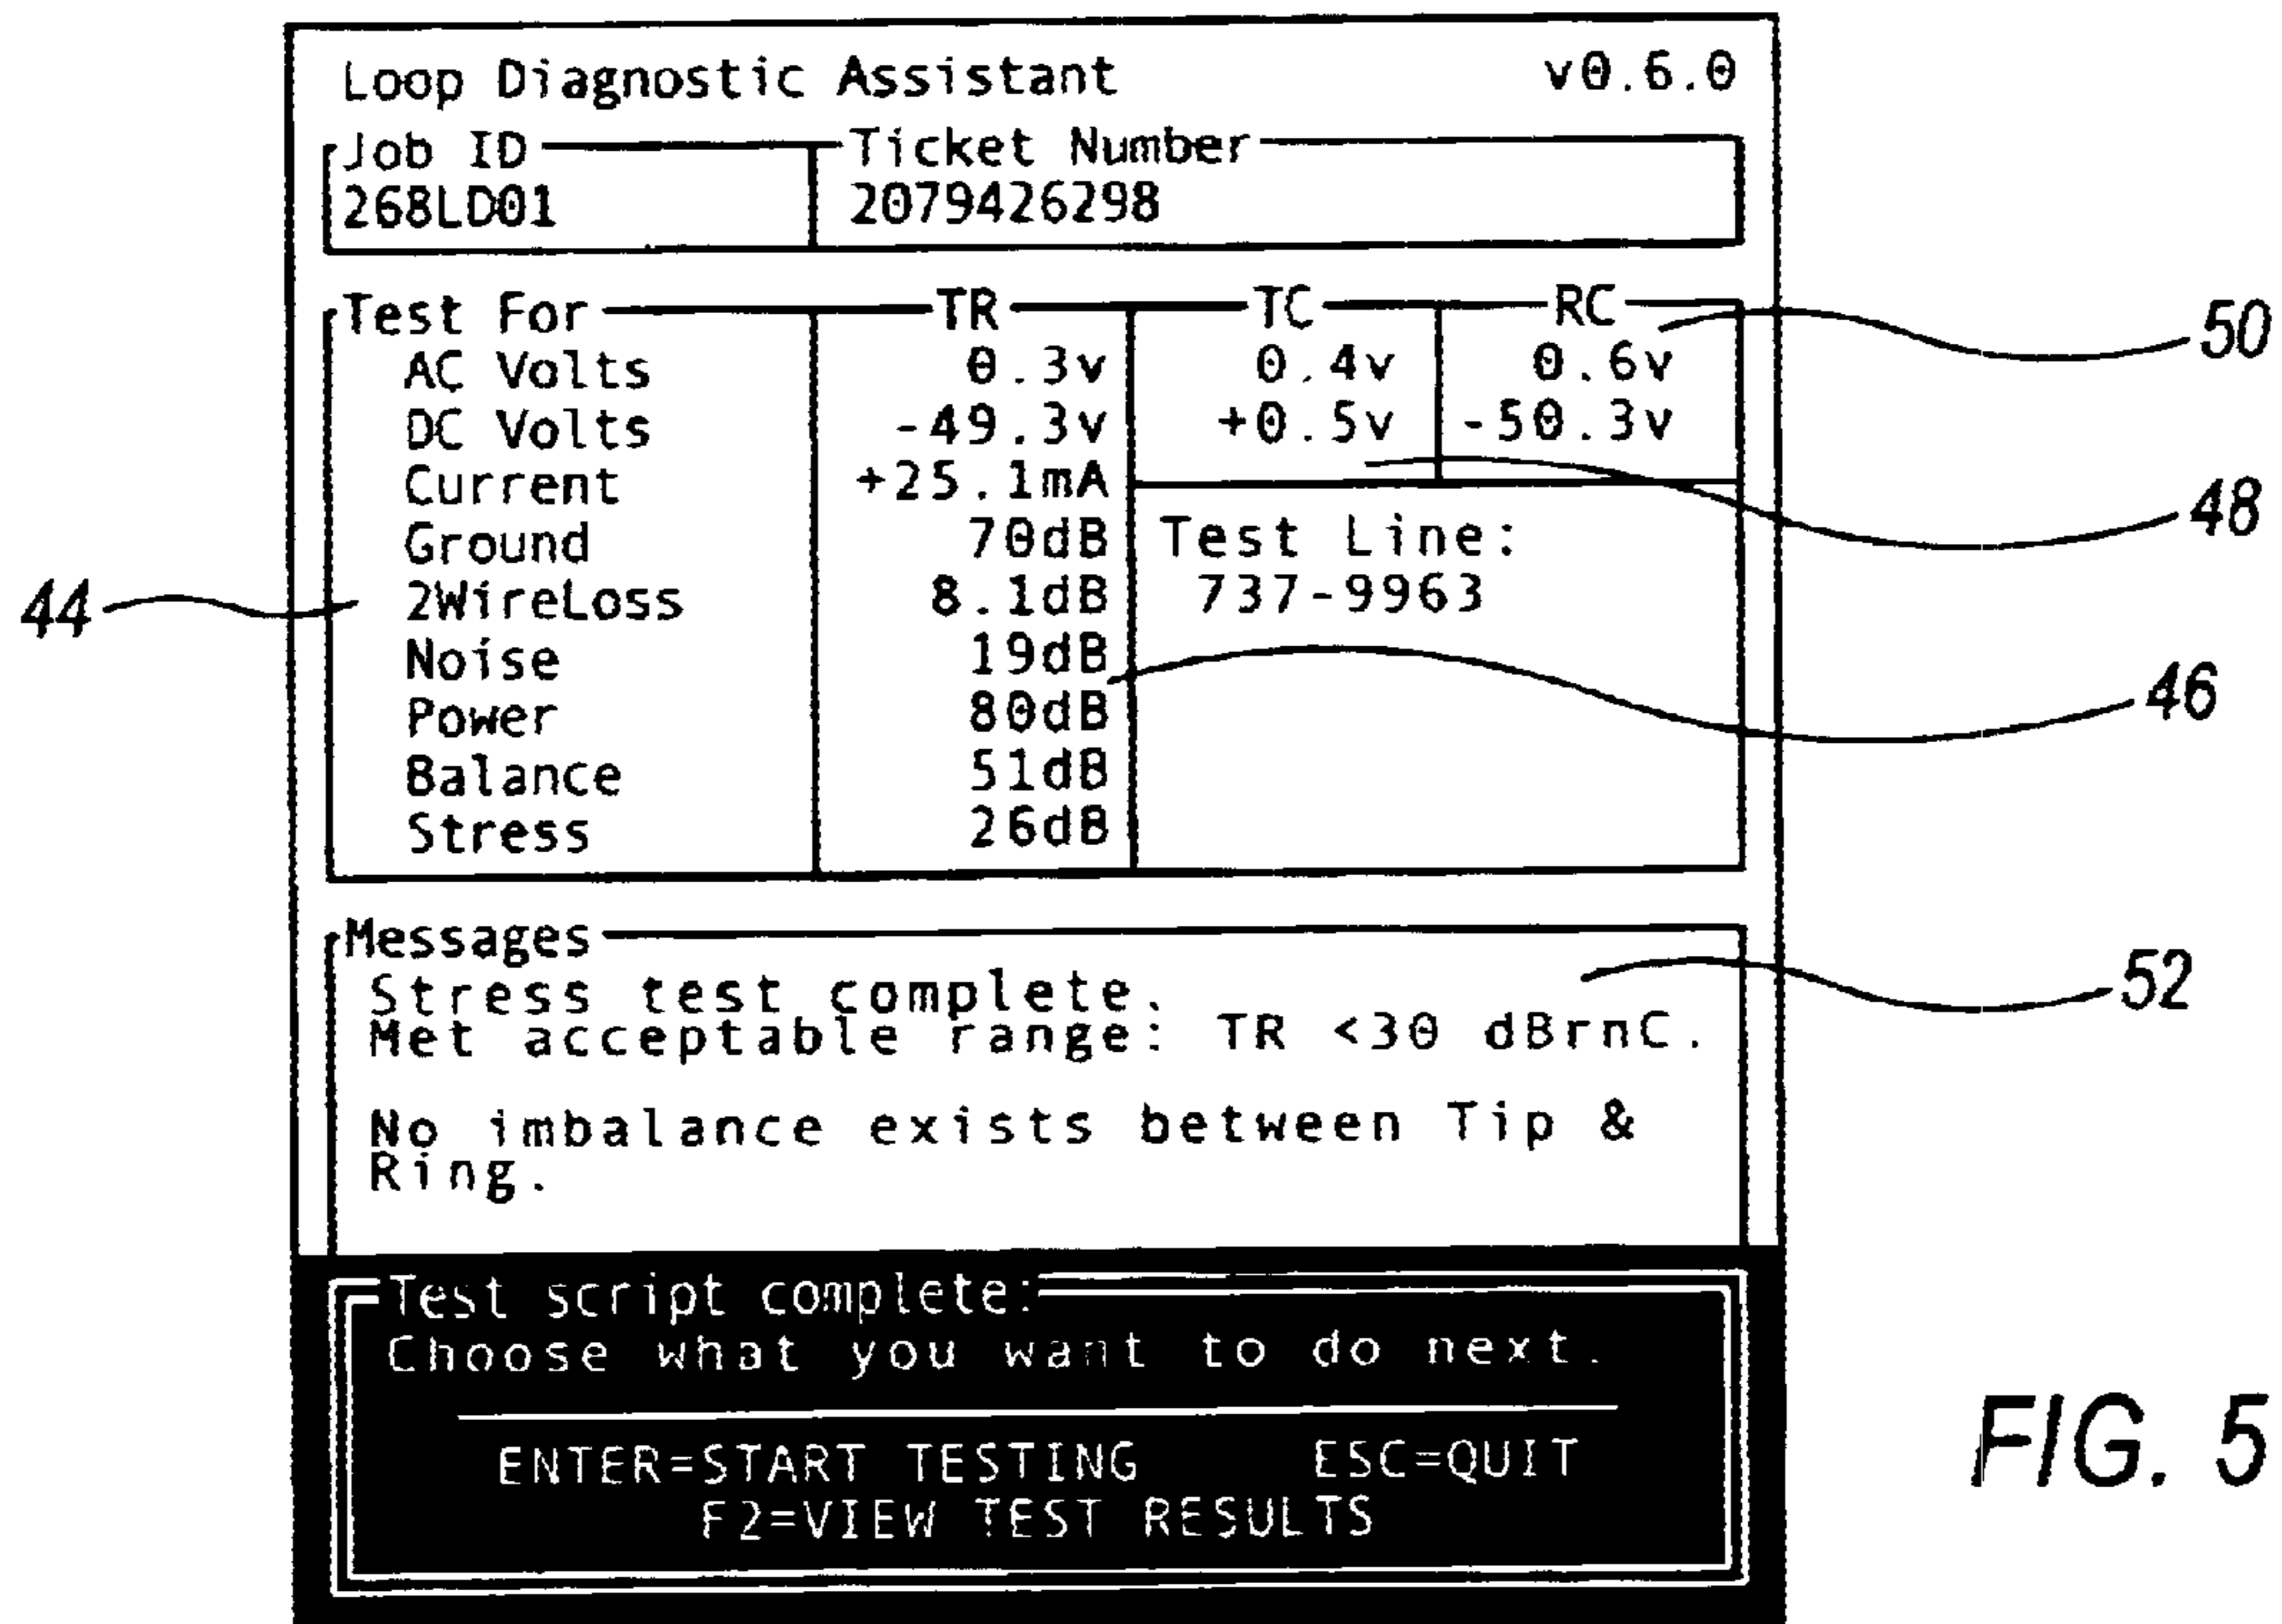 Loop Diagnostic Assistant v0.6.0
Job ID Ticket Number
268LD01 2079426298
Test For TR TC RC
AC Volts 0.3v 0.4v 0.6v
DC Volts -49.3v +0.5v -50.3v
Current +25.1mA
Ground 70dB Test Line:
2WireLoss 8.1dB 737-9963
Noise 19dB
Power 80dB
Balance 51dB
Stress 26dB
Messages
Stress test complete.
Met acceptable range: TR <30 dBrnC.
No imbalance exists between Tip &
Ring.
Test script complete:
Choose what you want to do next.
ENTER=START TESTING ESC=QUIT
F2=VIEW TEST RESULTS
50
48
44
46
52
FIG. 5